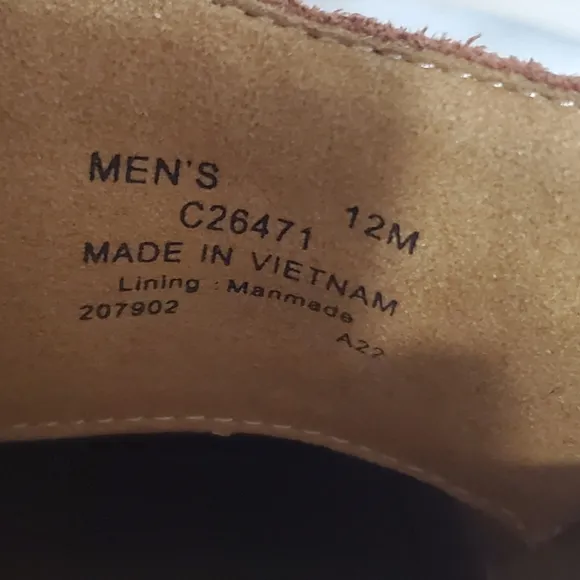 MEN'S
C26471 12M
MADE IN VIETNAM
Lining : Manmade
207902
A22